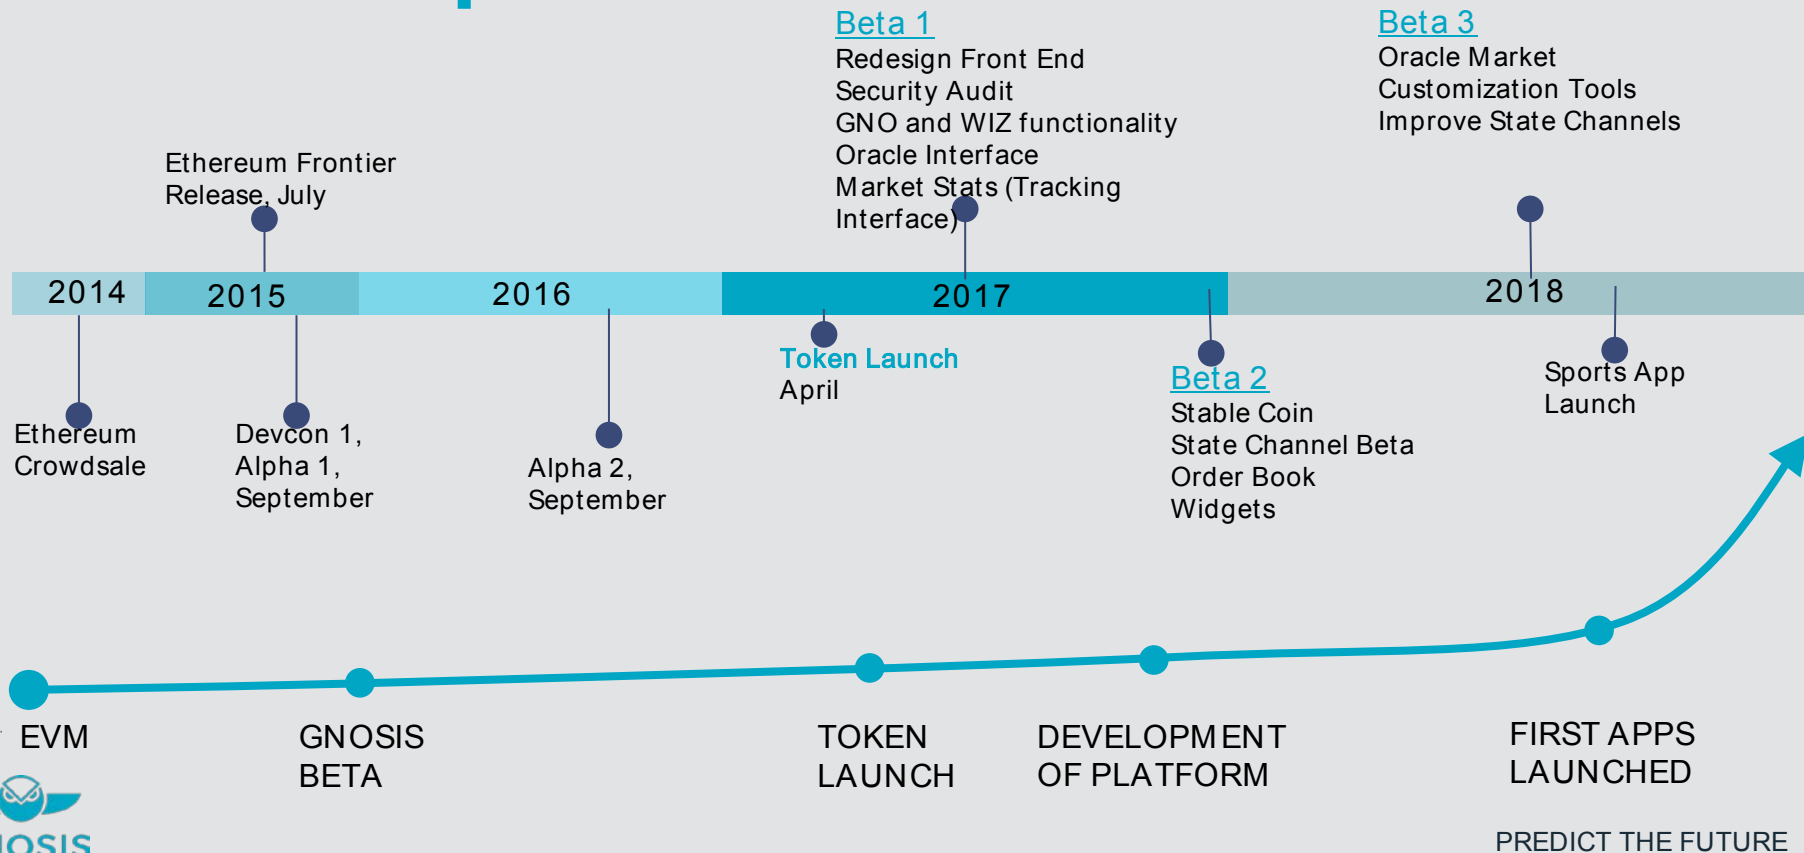 Beta 1
Redesign Front End
Security Audit
GNO and WIZ functionality
Oracle Interface
Market Stats (Tracking
Interface)
Beta 3
Oracle Market
Customization Tools
Improve State Channels
Ethereum Frontier
Release, July
2014
2015
2016
2017
2018
Ethereum
Crowdsale
Devcon 1,
Alpha 1,
September
Alpha 2,
September
Token Launch
April
Beta 2
Stable Coin
State Channel Beta
Order Book
Widgets
Sports App
Launch
EVM
GNOSIS
BETA
TOKEN
LAUNCH
DEVELOPMENT
OF PLATFORM
FIRST APPS
LAUNCHED
NOSIS
PREDICT THE FUTURE